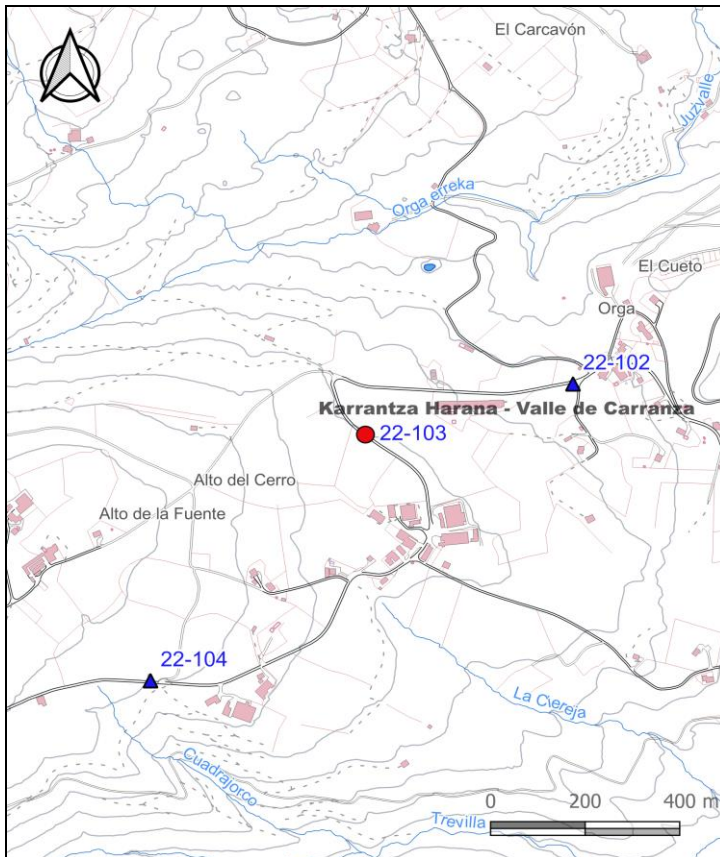 El Carcavón
Juzvalle
Orga erreka
El Cueto
Orga
22-102
Karrantza Harana - Valle de Carranza
22-103
Alto del Cerro
Alto de la Fuente
22-104
La Ciereja
Cuadrajorco
Trevilla
0 200 400 m